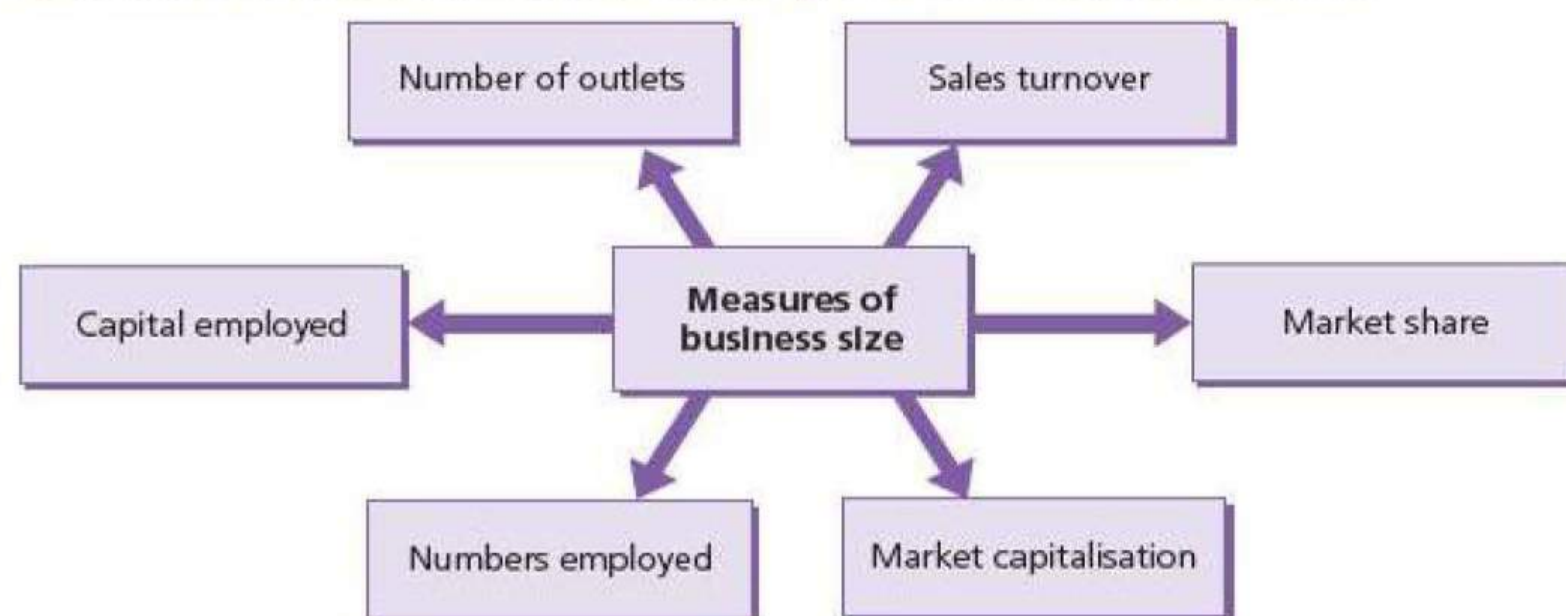 Number of outlets
Sales turnover
Capital employed
Measures of
business size
Market share
Numbers employed
Market capitalisation